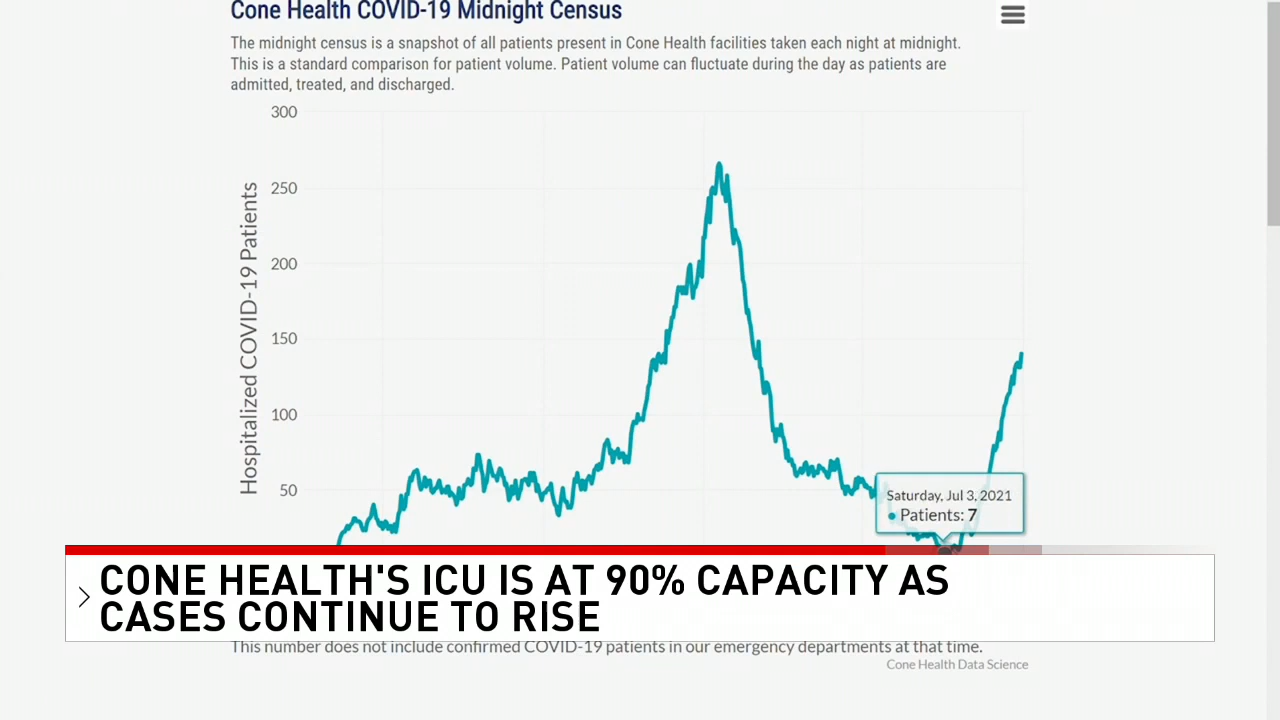 Cone Health COVID-19 Midnight Census
The midnight census is a snapshot of all patients present in Cone Health facilities taken each night at midnight.
This is a standard comparison for patient volume. Patient volume can fluctuate during the day as patients are
admitted, treated, and discharged.
300
250
200
150
100
50
Hospitalized COVID-19 Patients
Saturday, Jul 3, 2021
Patients: 7
CONE HEALTH'S ICU IS AT 90% CAPACITY AS
CASES CONTINUE TO RISE
This number does not include confirmed COVID-19 patients in our emergency departments at that time.
Cone Health Data Science